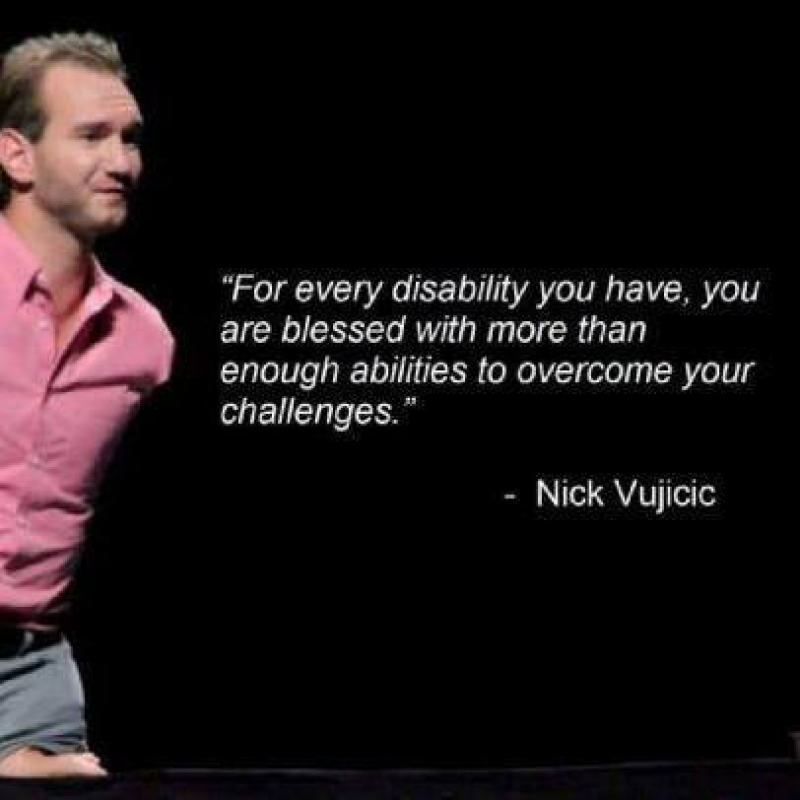 “For every disability you have, you
are blessed with more than
enough abilities to overcome your
challenges.”
- Nick Vujicic